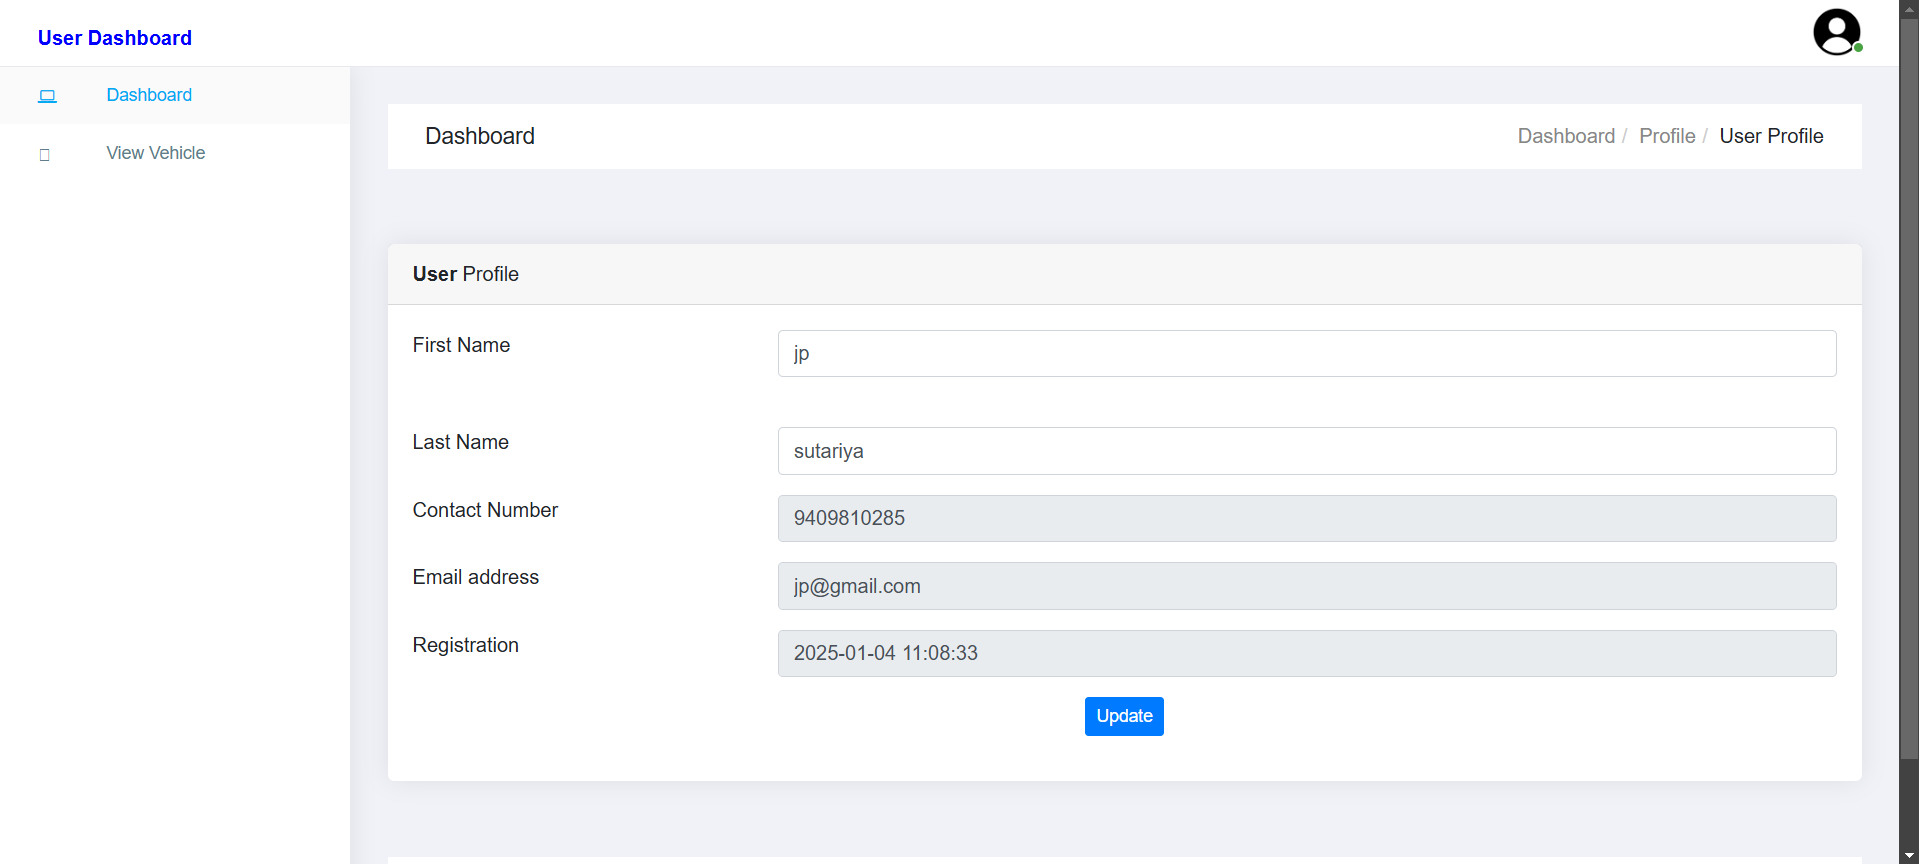 User Dashboard
Dashboard
View Vehicle
Dashboard
Dashboard / Profile / User Profile
User Profile
First Name
jp
Last Name
sutariya
Contact Number
9409810285
Email address
jp@gmail.com
Registration
2025-01-04 11:08:33
Update